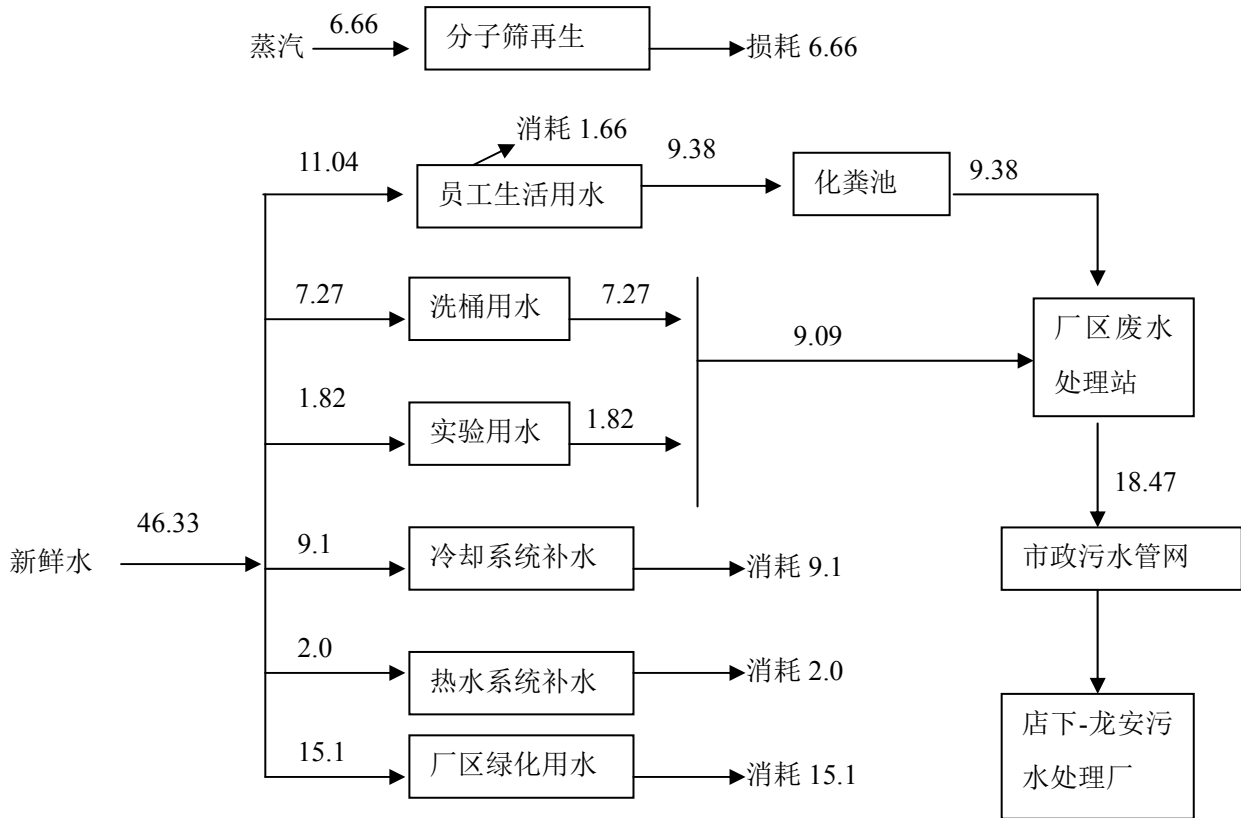 6.66
蒸汽
分子筛再生
损耗 6.66
消耗 1.66
11.04
员工生活用水
9.38
化粪池
9.38
7.27
洗桶用水
7.27
9.09
厂区废水
处理站
1.82
实验用水
1.82
18.47
46.33
新鲜水
9.1
冷却系统补水
消耗 9.1
市政污水管网
2.0
热水系统补水
消耗 2.0
店下-龙安污
水处理厂
15.1
厂区绿化用水
消耗 15.1